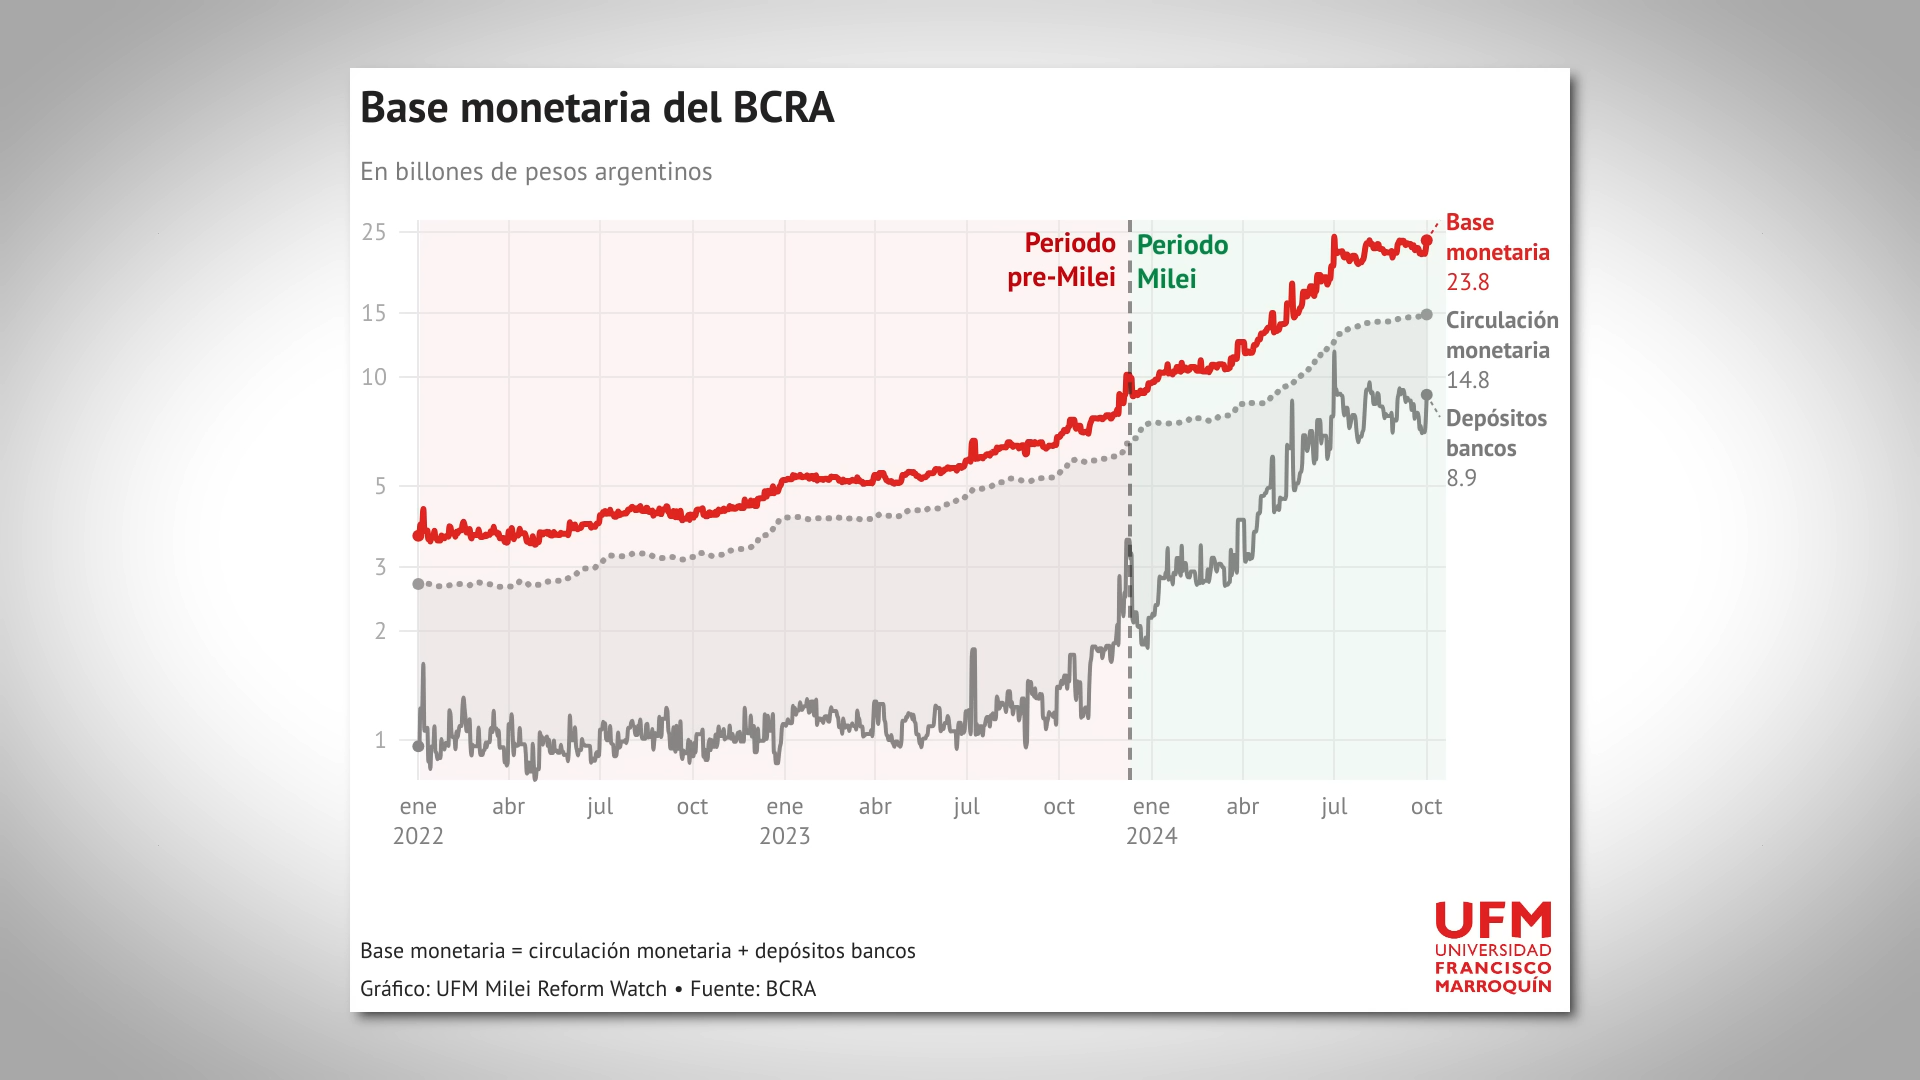 Base monetaria del BCRA
En billones de pesos argentinos
25
15
10
5
3
2
1
Periodo
pre-Milei
Periodo
Milei
Base
monetaria
23.8
Circulación
monetaria
14.8
Depósitos
bancos
8.9
ene
2022
abr
jul
oct
ene
2023
abr
jul
oct
ene
2024
abr
jul
oct
Base monetaria = circulación monetaria + depósitos bancos
Gráfico: UFM Milei Reform Watch • Fuente: BCRA
UFM
UNIVERSIDAD
FRANCISCO
MARROQUÍN